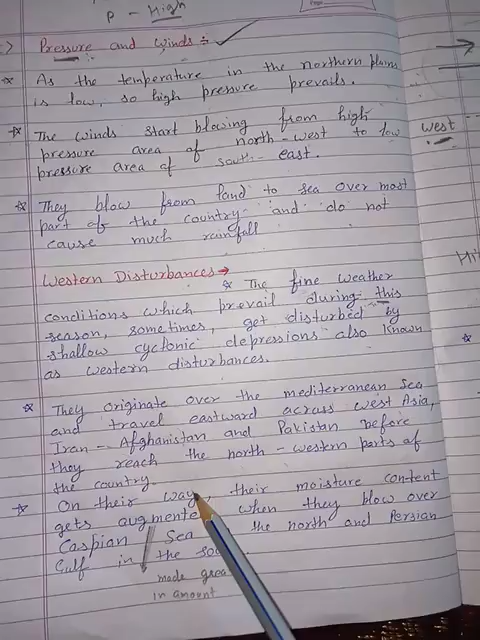 P - High
Pressure and winds :-
As the temperature in the northern plains
is low, so high pressure prevails.
The winds start blowing from high
pressure area of north-west to low
west
pressure area of south-east.
They blow from land to sea over most
part of the country and do not
cause much rainfall
Western Disturbances →
The fine weather
conditions which prevail during this
season, sometimes, get disturbed by
shallow cyclonic depressions also known
as western disturbances.
They originate over the mediterranean Sea
and travel eastward across west Asia,
Iran - Afghanistan and Pakistan before
they reach the north-western parts of
the country.
On their way, their moisture content
gets augmente when they blow over
Caspian Sea the north and Persian
Gulf in the
made
in amount